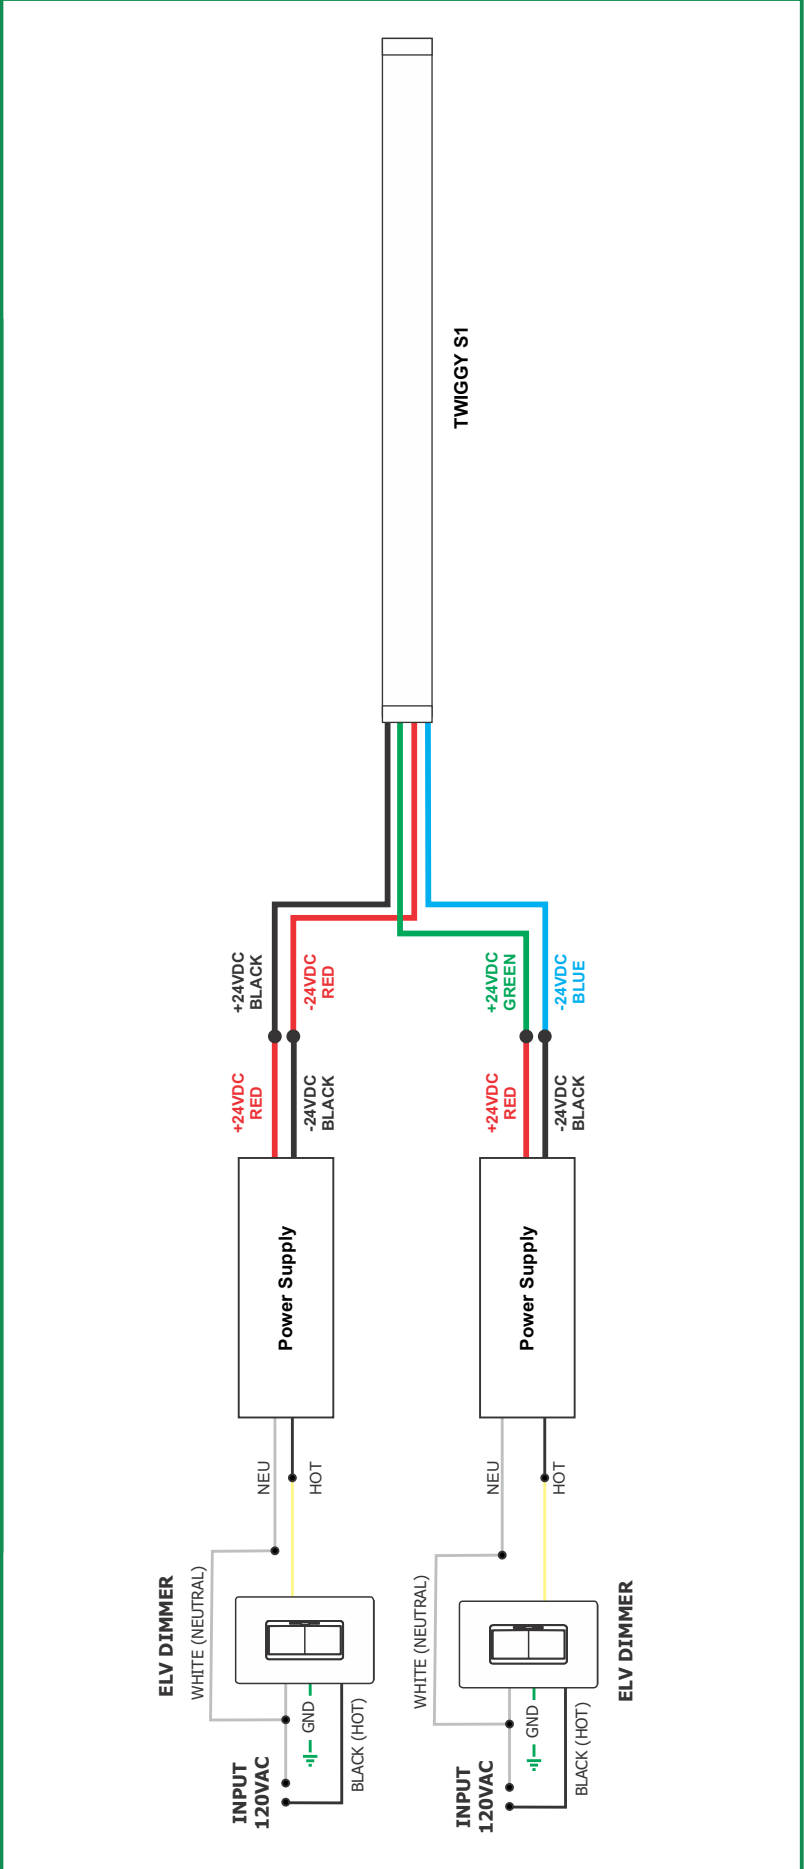 TWIGGY S1
+24VDC
BLACK
-24VDC
RED
+24VDC
GREEN
-24VDC
BLUE
+24VDC
RED
-24VDC
BLACK
+24VDC
RED
-24VDC
BLACK
Power Supply
Power Supply
NEU
HOT
NEU
HOT
ELV DIMMER
WHITE (NEUTRAL)
GND
BLACK (HOT)
INPUT
120VAC
WHITE (NEUTRAL)
ELV DIMMER
GND
BLACK (HOT)
INPUT
120VAC